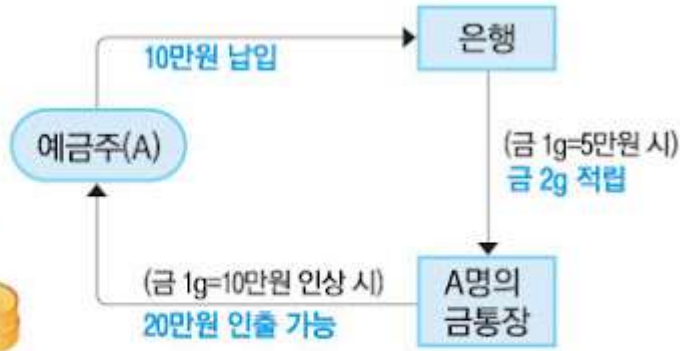 은행
10만원 납입
예금주(A)
(금 1g=5만원 시)
금 2g 적립
(금 1g=10만원 인상 시)
20만원 인출 가능
A명의
금통장